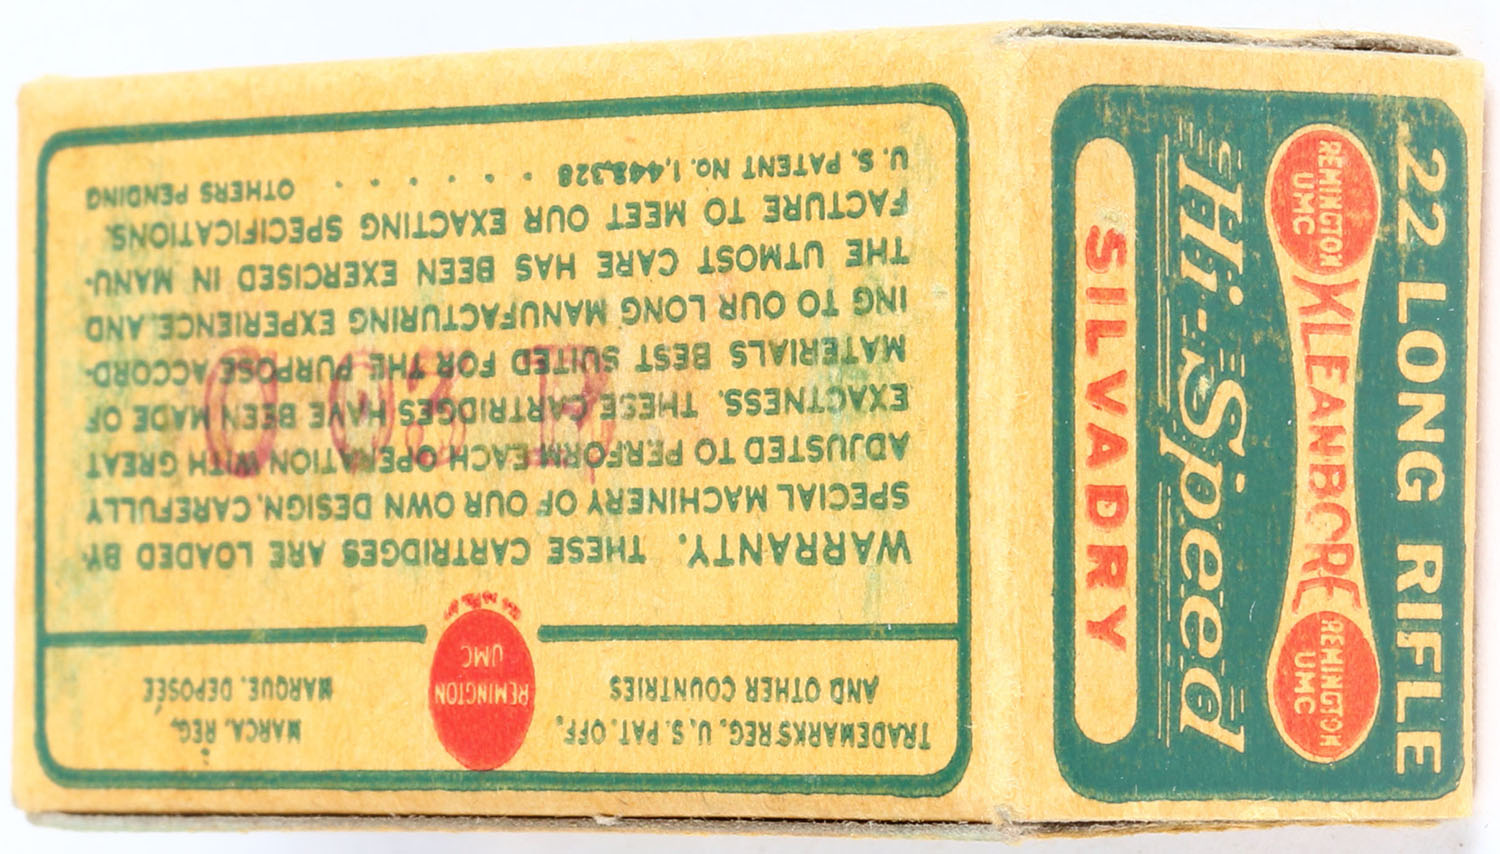 WARRANTY. THESE CARTRIDGES ARE LOADED BY
SPECIAL MACHINERY OF OUR OWN DESIGN, CAREFULLY
ADJUSTED TO PERFORM EACH OPERATION WITH GREAT
EXACTNESS. THESE CARTRIDGES HAVE BEEN MADE OF
MATERIALS BEST SUITED FOR THE PURPOSE ACCORD-
ING TO OUR LONG MANUFACTURING EXPERIENCE, AND
THE UTMOST CARE HAS BEEN EXERCISED IN MANU-
FACTURE TO MEET OUR EXACTING SPECIFICATIONS.
U. S. PATENT NO. 1,448,328 . . . . . . OTHERS PENDING
REMINGTON
UMC
TRADEMARKS REG. U.S. PAT. OFF.
AND OTHER COUNTRIES
MARCA. REG.
MARQUE. DEPOSÉE
.22 LONG RIFLE
REMINGTON
UMC
KLEANBORE
REMINGTON
UMC
Hi-Speed
SILVADRY